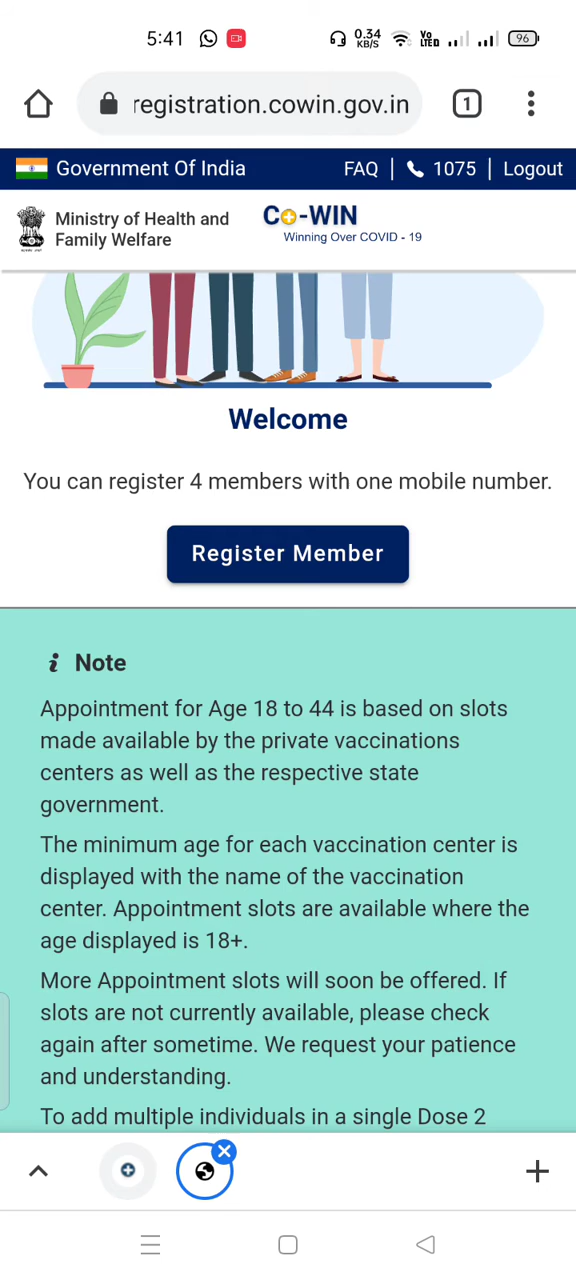 5:41 0.34 KB/S Vo LTED 96
registration.cowin.gov.in 1
Government Of India FAQ | 1075 | Logout
Ministry of Health and
Family Welfare
Co-WIN
Winning Over COVID - 19
Welcome
You can register 4 members with one mobile number.
Register Member
i Note
Appointment for Age 18 to 44 is based on slots
made available by the private vaccinations
centers as well as the respective state
government.
The minimum age for each vaccination center is
displayed with the name of the vaccination
center. Appointment slots are available where the
age displayed is 18+.
More Appointment slots will soon be offered. If
slots are not currently available, please check
again after sometime. We request your patience
and understanding.
To add multiple individuals in a single Dose 2